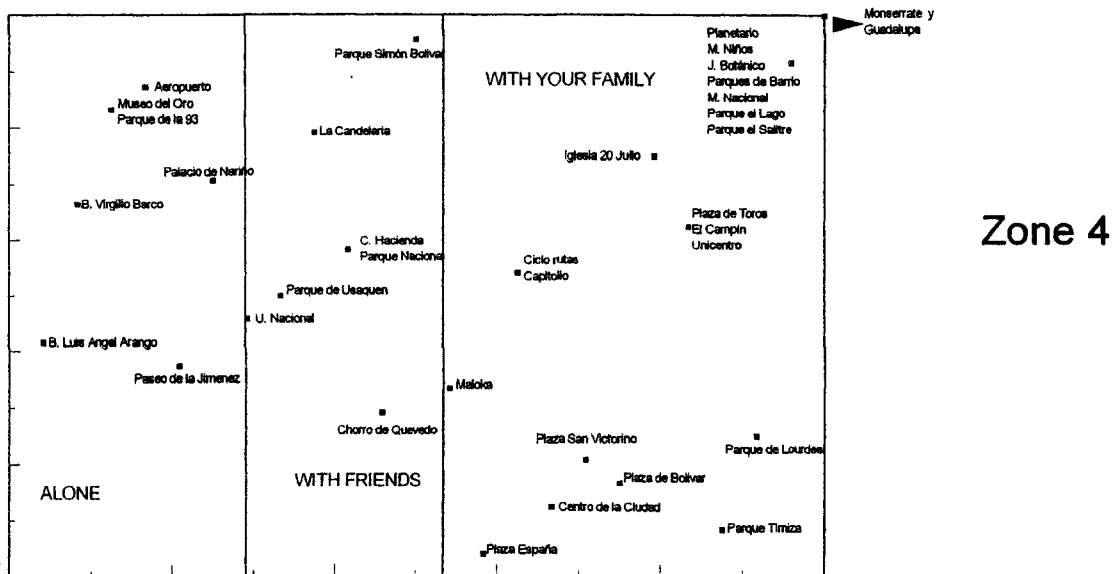 Monserrate y
Guadalupe
Parque Simón Bolivar
WITH YOUR FAMILY
Planetario
M. Niños
J. Botánico
Parques de Barrio
M. Nacional
Parque el Lago
Parque el Salitre
Aeropuerto
Museo del Oro
Parque de la 93
La Candelaria
Iglesia 20 Julio
Palacio de Nariño
B. Virgilio Barco
Plaza de Toros
El Campín
Unicentro
Zone 4
C. Hacienda
Parque Nacional
Ciclo rutas
Capitolio
Parque de Usaquen
U. Nacional
B. Luis Angel Arango
Paseo de la Jimenez
Maloka
Chorro de Quevedo
Plaza San Victorino
Parque de Lourdes
Plaza de Bolivar
WITH FRIENDS
ALONE
Centro de la Ciudad
Parque Timiza
Plaza España